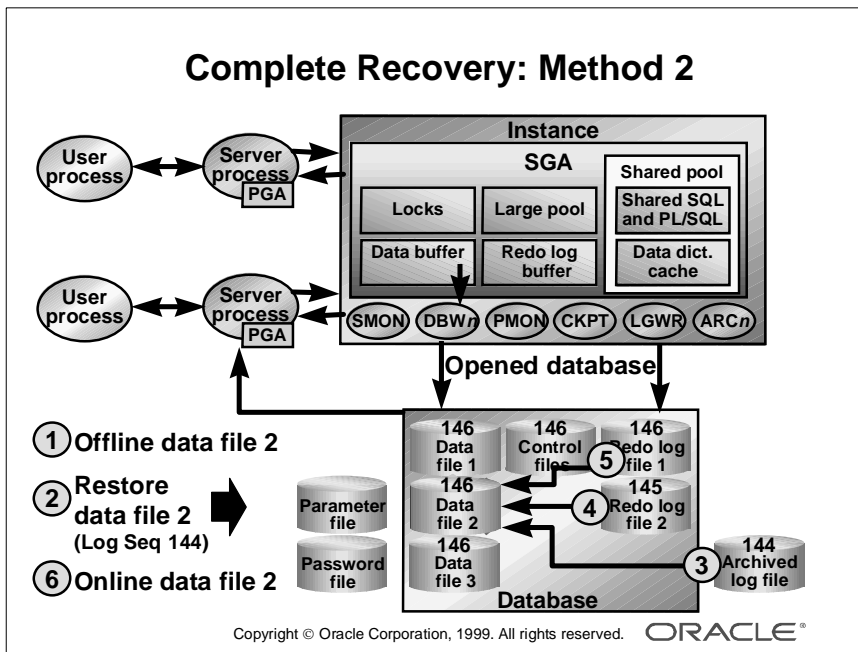 Complete Recovery: Method 2
Instance
SGA
User
process
Server
process
PGA
Shared pool
Shared SQL
and PL/SQL
Data dict.
cache
Locks
Large pool
Data buffer
Redo log
buffer
User
process
Server
process
PGA
SMON
DBWn
PMON
CKPT
LGWR
ARCn
Opened database
1 Offline data file 2
2 Restore
data file 2
(Log Seq 144)
6 Online data file 2
Parameter
file
Password
file
146
Data
file 1
146
Control
files
146
Redo log
file 1
5
146
Data
file 2
4
145
Redo log
file 2
146
Data
file 3
3
144
Archived
log file
Database
Copyright © Oracle Corporation, 1999. All rights reserved.
ORACLE®